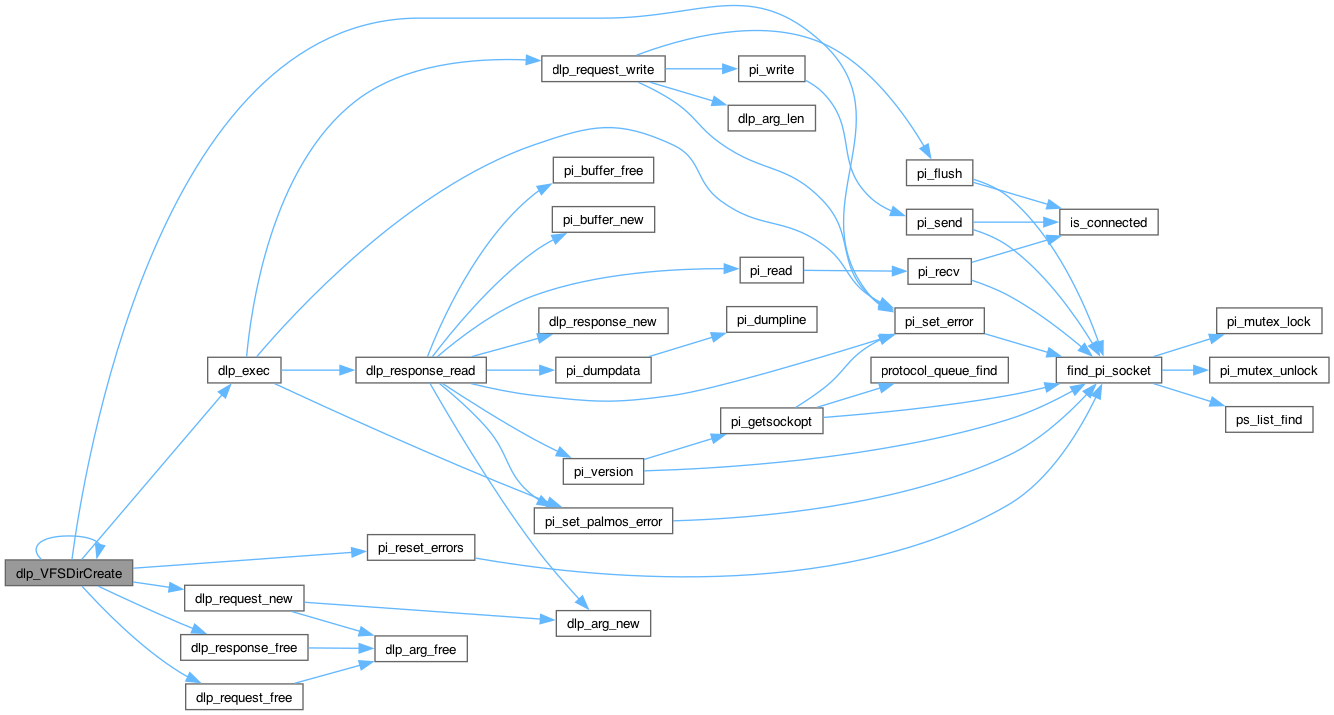 dlp_VFSDirCreate
dlp_exec
pi_reset_errors
dlp_request_new
dlp_response_free
dlp_request_free
dlp_request_write
dlp_response_read
dlp_arg_free
pi_buffer_free
pi_buffer_new
dlp_response_new
pi_dumpdata
pi_version
pi_set_palmos_error
dlp_arg_new
pi_write
dlp_arg_len
pi_read
pi_dumpline
pi_getsockopt
pi_flush
pi_send
pi_recv
pi_set_error
protocol_queue_find
is_connected
find_pi_socket
pi_mutex_lock
pi_mutex_unlock
ps_list_find